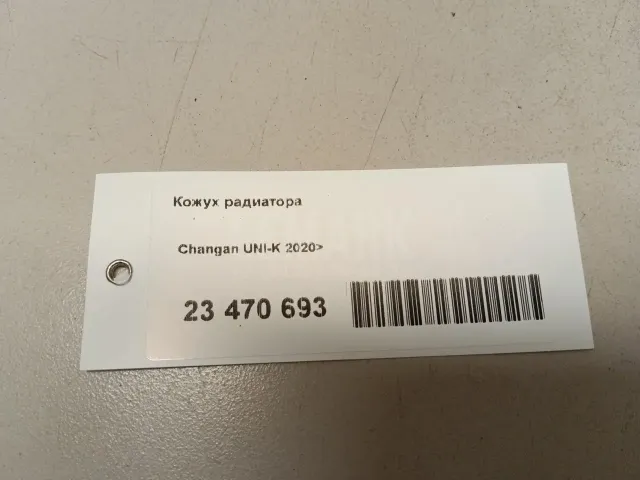 Кожух радиатора
Changan UNI-K 2020>
23 470 693